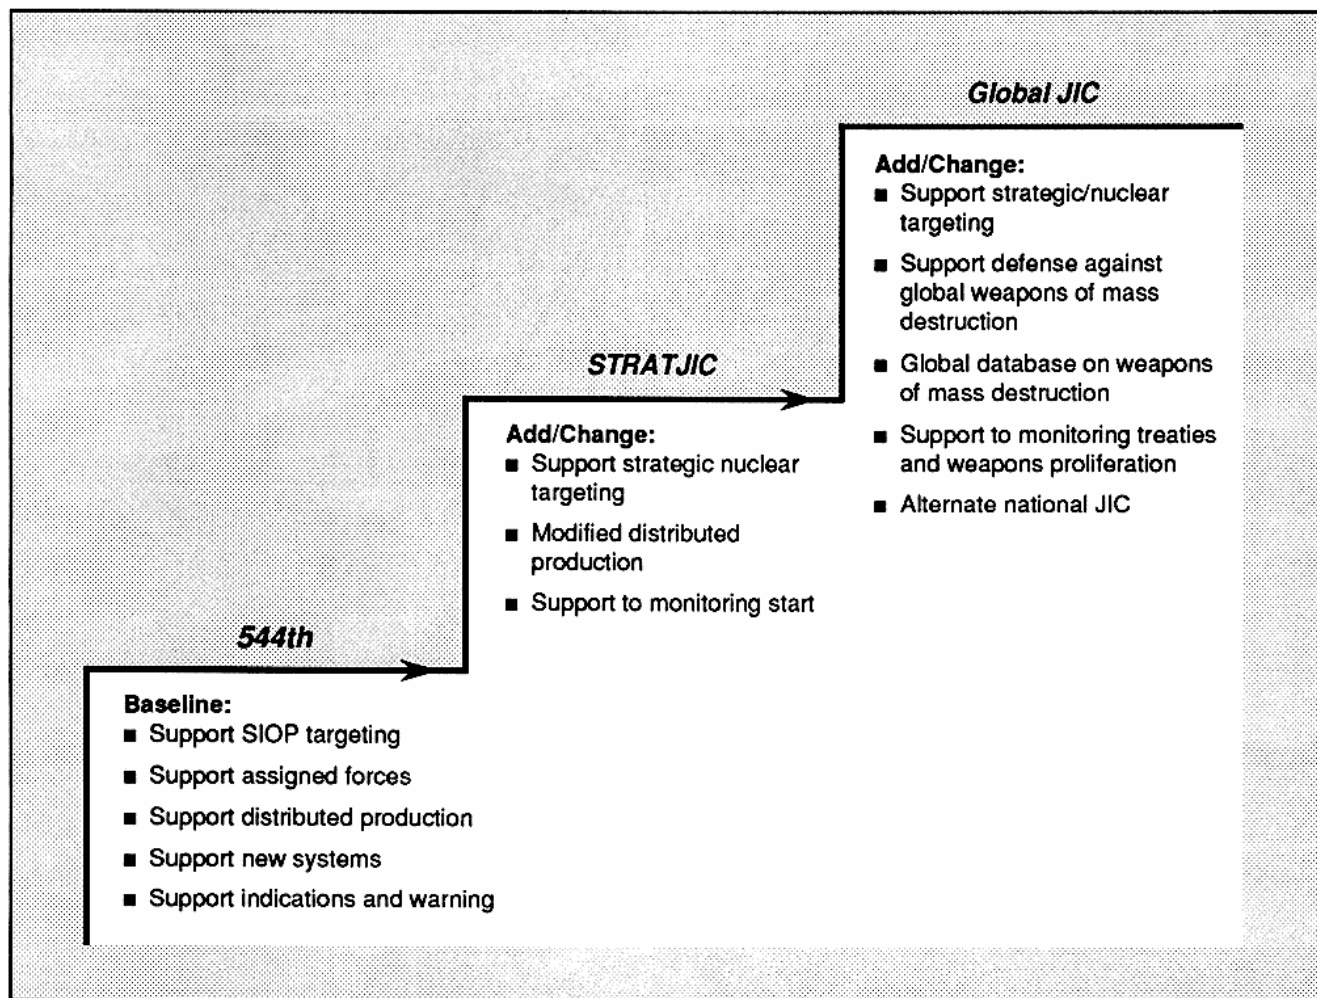 Global JIC
Add/Change:
■ Support strategic/nuclear
targeting
■ Support defense against
global weapons of mass
destruction
■ Global database on weapons
of mass destruction
■ Support to monitoring treaties
and weapons proliferation
■ Alternate national JIC
STRATJIC
Add/Change:
■ Support strategic nuclear
targeting
■ Modified distributed
production
■ Support to monitoring start
544th
Baseline:
■ Support SIOP targeting
■ Support assigned forces
■ Support distributed production
■ Support new systems
■ Support indications and warning